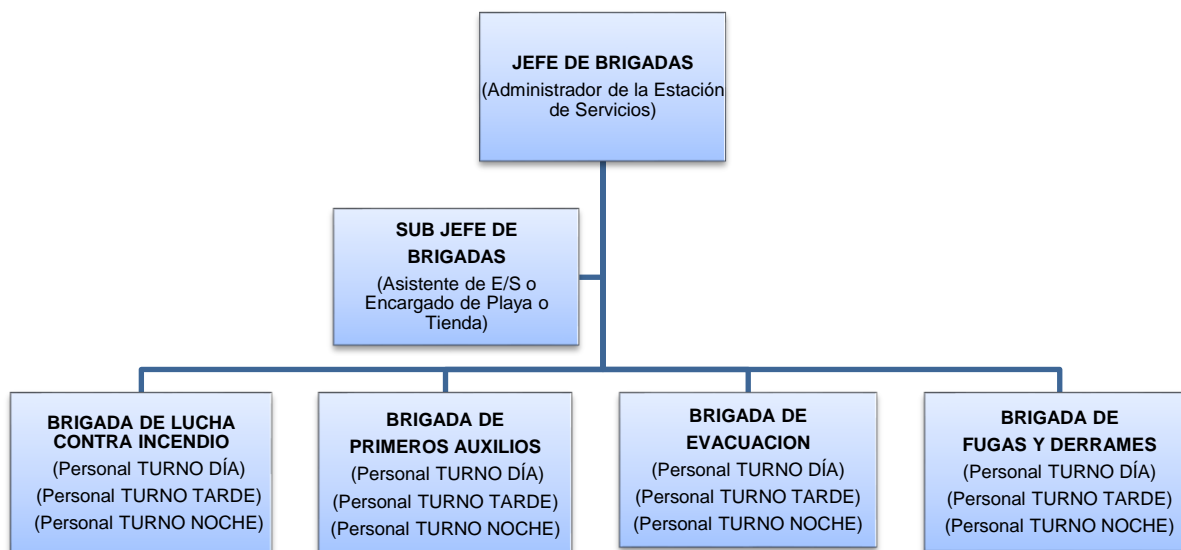 JEFE DE BRIGADAS
(Administrador de la Estación
de Servicios)
SUB JEFE DE
BRIGADAS
(Asistente de E/S o
Encargado de Playa o
Tienda)
BRIGADA DE LUCHA
CONTRA INCENDIO
(Personal TURNO DÍA)
(Personal TURNO TARDE)
(Personal TURNO NOCHE)
BRIGADA DE
PRIMEROS AUXILIOS
(Personal TURNO DÍA)
(Personal TURNO TARDE)
(Personal TURNO NOCHE)
BRIGADA DE
EVACUACION
(Personal TURNO DÍA)
(Personal TURNO TARDE)
(Personal TURNO NOCHE)
BRIGADA DE
FUGAS Y DERRAMES
(Personal TURNO DÍA)
(Personal TURNO TARDE)
(Personal TURNO NOCHE)